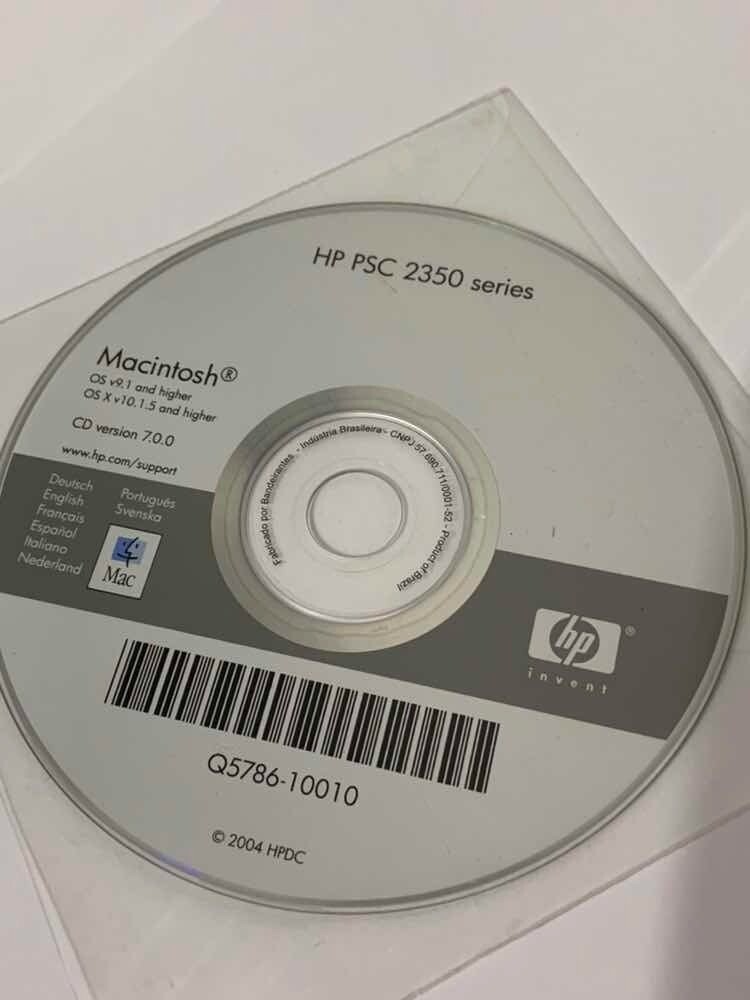 HP PSC 2350 series
Macintosh®
OS v9.1 and higher
OS X v10.1.5 and higher
CD version 7.0.0
www.hp.com/support
Deutsch
English
Français
Español
Italiano
Nederland
Português
Svenska
Mac
Fabricado por Bandeirantes. - Indústria Brasileira - CNPJ 57.690.711/0001-52 - Product of Brazil
hp®
invent
Q5786-10010
© 2004 HPDC